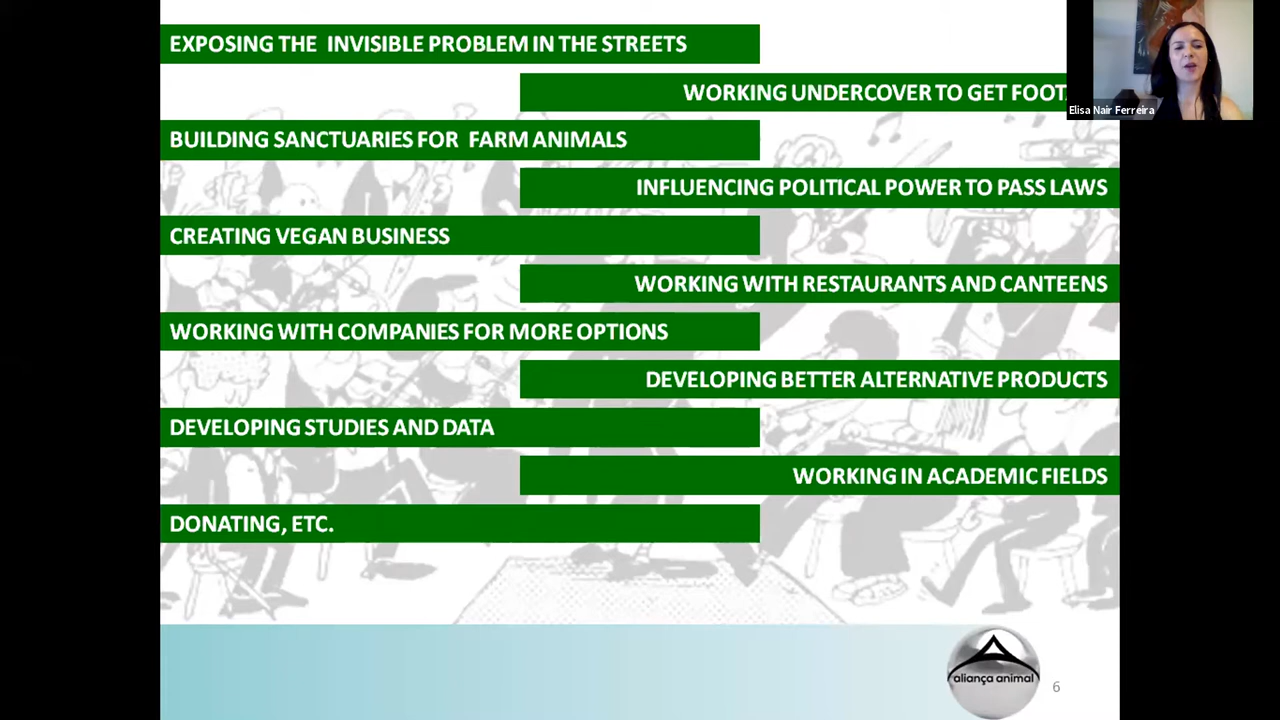 EXPOSING THE INVISIBLE PROBLEM IN THE STREETS
WORKING UNDERCOVER TO GET
Elisa Nair Ferreira
BUILDING SANCTUARIES FOR FARM ANIMALS
INFLUENCING POLITICAL POWER TO PASS LAWS
CREATING VEGAN BUSINESS
WORKING WITH RESTAURANTS AND CANTEENS
WORKING WITH COMPANIES FOR MORE OPTIONS
DEVELOPING BETTER ALTERNATIVE PRODUCTS
DEVELOPING STUDIES AND DATA
WORKING IN ACADEMIC FIELDS
DONATING, ETC.
aliança animal
6